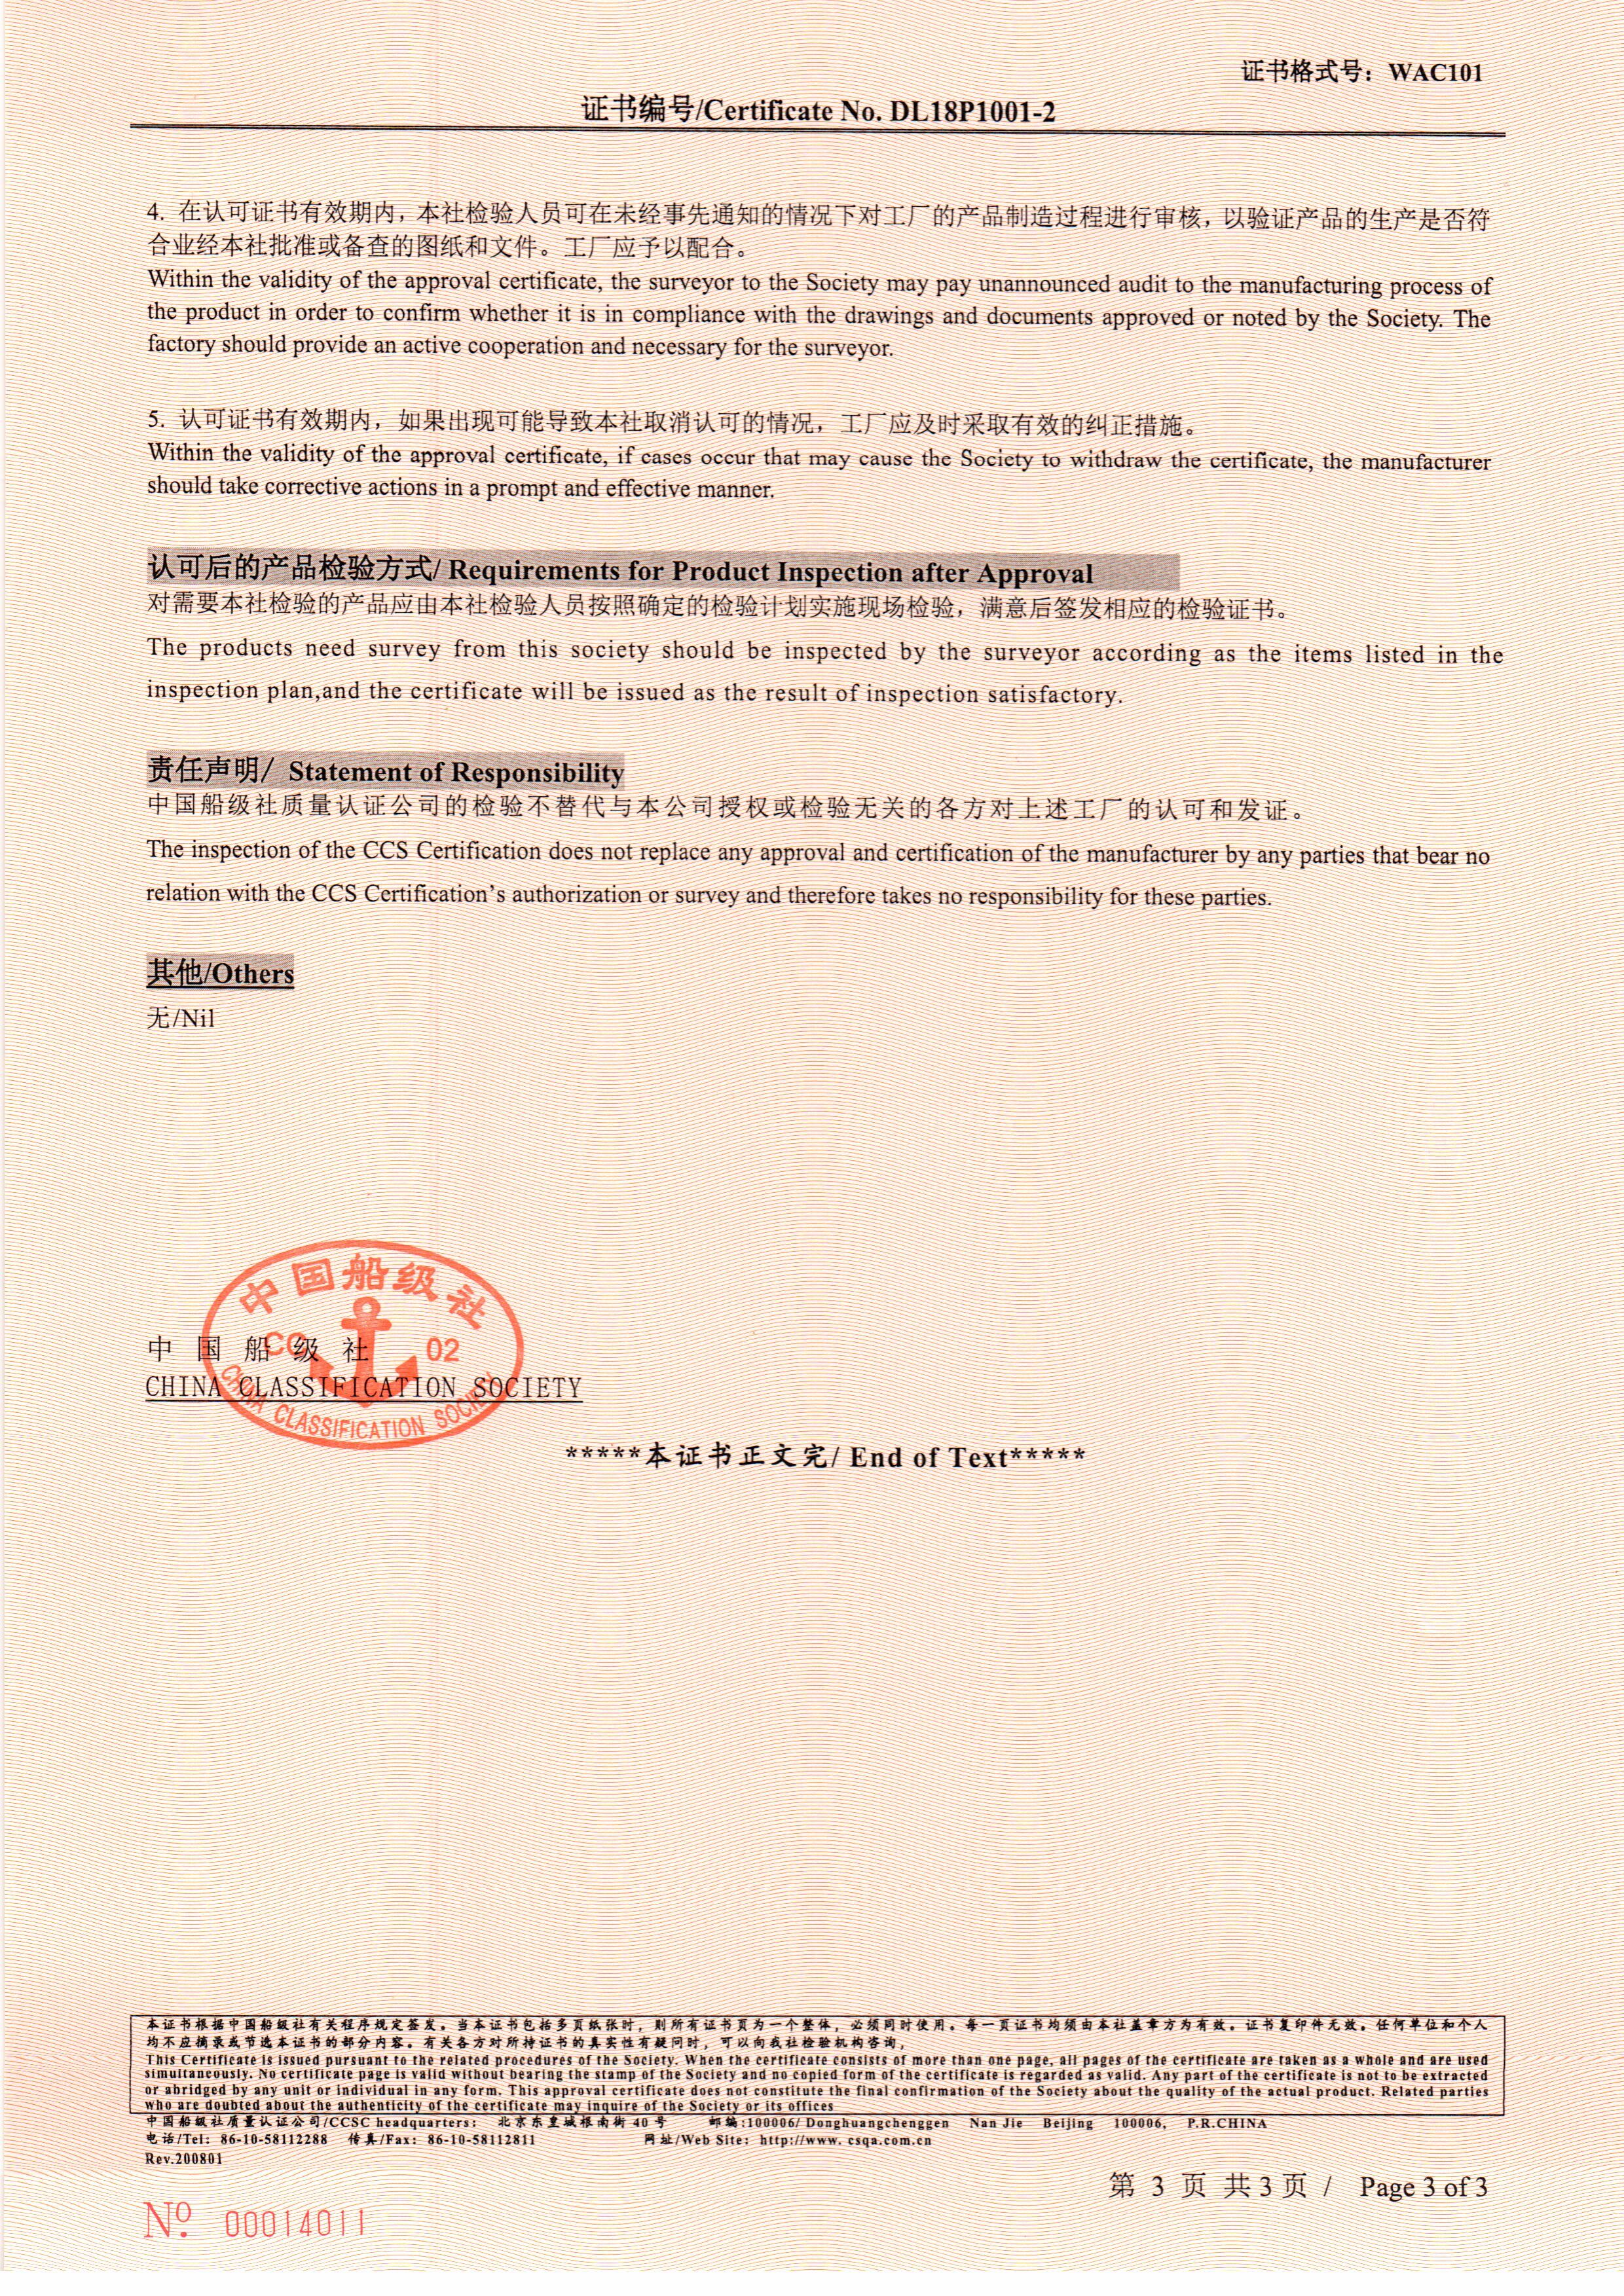 证书格式号：WAC101
证书编号/Certificate No. DL18P1001-2
4. 在认可证书有效期内，本社检验人员可在未经事先通知的情况下对工厂的产品制造过程进行审核，以验证产品的生产是否符
合业经本社批准或备查的图纸和文件。工厂应予以配合。
Within the validity of the approval certificate, the surveyor to the Society may pay unannounced audit to the manufacturing process of
the product in order to confirm whether it is in compliance with the drawings and documents approved or noted by the Society. The
factory should provide an active cooperation and necessary for the surveyor.
5. 认可证书有效期内，如果出现可能导致本社取消认可的情况，工厂应及时采取有效的纠正措施。
Within the validity of the approval certificate, if cases occur that may cause the Society to withdraw the certificate, the manufacturer
should take corrective actions in a prompt and effective manner.
认可后的产品检验方式/ Requirements for Product Inspection after Approval
对需要本社检验的产品应由本社检验人员按照确定的检验计划实施现场检验，满意后签发相应的检验证书。
The products need survey from this society should be inspected by the surveyor according as the items listed in the
inspection plan,and the certificate will be issued as the result of inspection satisfactory.
责任声明/ Statement of Responsibility
中国船级社质量认证公司的检验不替代与本公司授权或检验无关的各方对上述工厂的认可和发证。
The inspection of the CCS Certification does not replace any approval and certification of the manufacturer by any parties that bear no
relation with the CCS Certification's authorization or survey and therefore takes no responsibility for these parties.
其他/Others
无/Nil
中国船级社
CC 02
中 国 船 级 社
CHINA CLASSIFICATION SOCIETY
CHINA CLASSIFICATION SOCIETY
*****本证书正文完/ End of Text*****
本证书根据中国船级社有关程序规定签发。当本证书包括多页纸张时，则所有证书页为一个整体，必须同时使用。每一页证书均须由本社盖章方为有效。证书复印件无效。任何单位和个人
均不应摘录或节选本证书的部分内容。有关各方对所持证书的真实性有疑问时，可以向我社检验机构咨询，
This Certificate is issued pursuant to the related procedures of the Society. When the certificate consists of more than one page, all pages of the certificate are taken as a whole and are used
simultaneously. No certificate page is valid without bearing the stamp of the Society and no copied form of the certificate is regarded as valid. Any part of the certificate is not to be extracted
or abridged by any unit or individual in any form. This approval certificate does not constitute the final confirmation of the Society about the quality of the actual product. Related parties
who are doubted about the authenticity of the certificate may inquire of the Society or its offices
中国船级社质量认证公司/CCSC headquarters: 北京东皇城根南街 40 号 邮编:100006/ Donghuangchenggen Nan Jie Beijing 100006, P.R.CHINA
电话/Tel: 86-10-58112288 传真/Fax: 86-10-58112811 网址/Web Site: http://www. csqa.com.cn
Rev.200801
第 3 页 共 3 页 / Page 3 of 3
Nº. 00014011